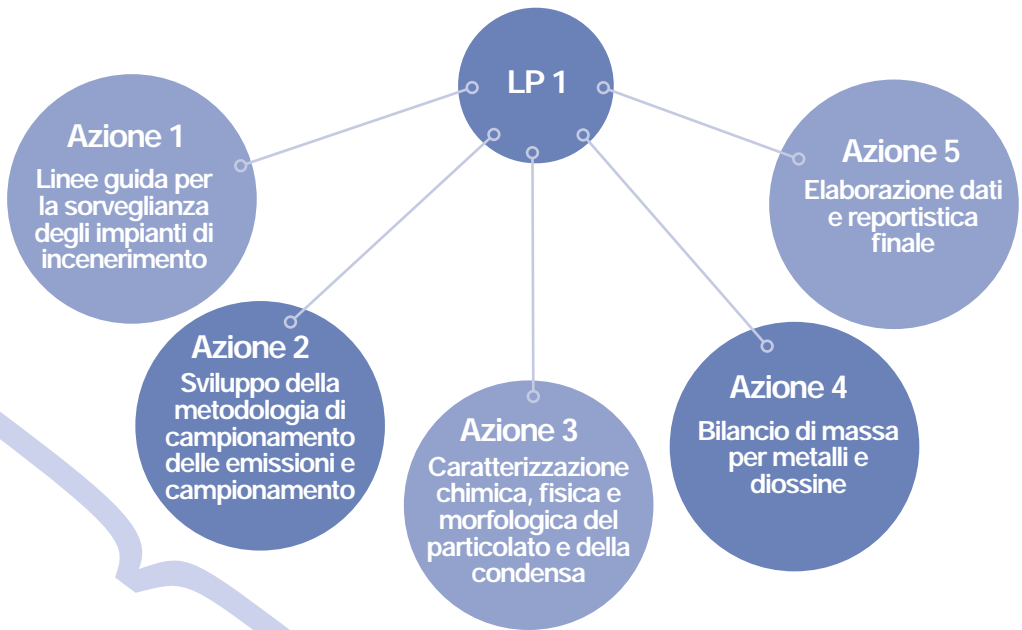 LP 1
Azione 1
Linee guida per
la sorveglianza
degli impianti di
incenerimento
Azione 2
Sviluppo della
metodologia di
campionamento
delle emissioni e
campionamento
Azione 3
Caratterizzazione
chimica, fisica e
morfologica del
particolato e della
condensa
Azione 4
Bilancio di massa
per metalli e
diossine
Azione 5
Elaborazione dati
e reportistica
finale